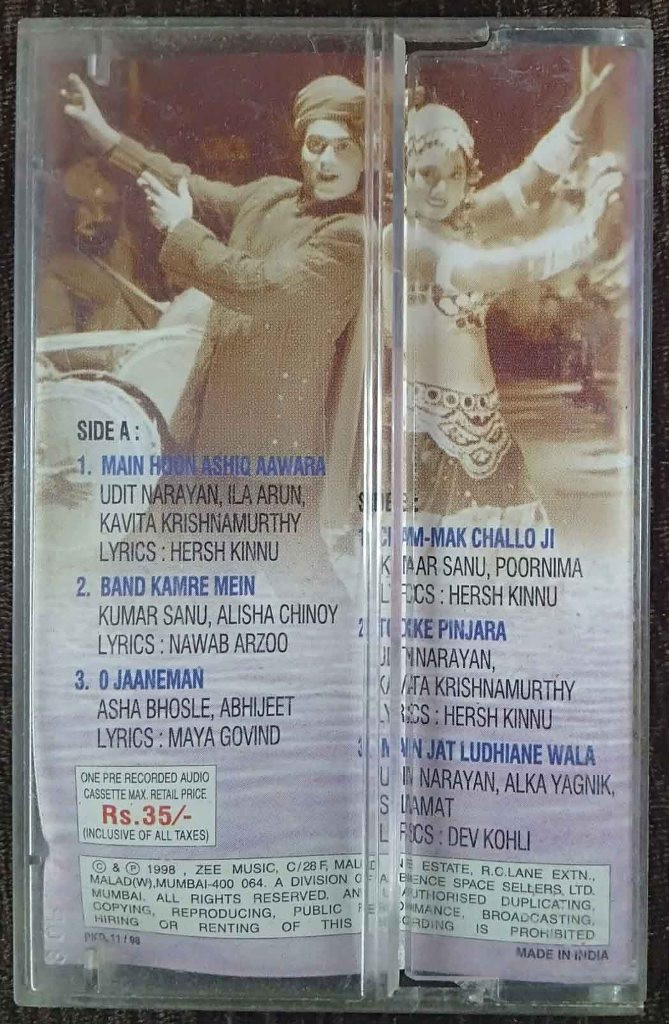 SIDE A :
1. MAIN HOON ASHIQ AAWARA
UDIT NARAYAN, ILA ARUN,
KAVITA KRISHNAMURTHY
LYRICS : HERSH KINNU
2. BAND KAMRE MEIN
KUMAR SANU, ALISHA CHINOY
LYRICS : NAWAB ARZOO
3. O JAANEMAN
ASHA BHOSLE, ABHIJEET
LYRICS : MAYA GOVIND
ONE PRE RECORDED AUDIO
CASSETTE MAX. RETAIL PRICE
Rs.35/-
(INCLUSIVE OF ALL TAXES)
SIDE
CHALLO JI
SANU, POORNIMA
: HERSH KINNU
2. PINJARA
NARAYAN,
KRISHNAMURTHY
: HERSH KINNU
3. JAT LUDHIANE WALA
NARAYAN, ALKA YAGNIK,
: DEV KOHLI
© & ℗ 1998 , ZEE MUSIC, C/28 F, ESTATE, R.C.LANE EXTN.,
MALAD(W),MUMBAI-400 064. A DIVISION OF SPACE SELLERS, LTD.
MUMBAI. ALL RIGHTS RESERVED. DUPLICATING,
COPYING, REPRODUCING, PUBLIC BROADCASTING,
HIRING OR RENTING OF THIS IS PROHIBITED
11 / 98
MADE IN INDIA